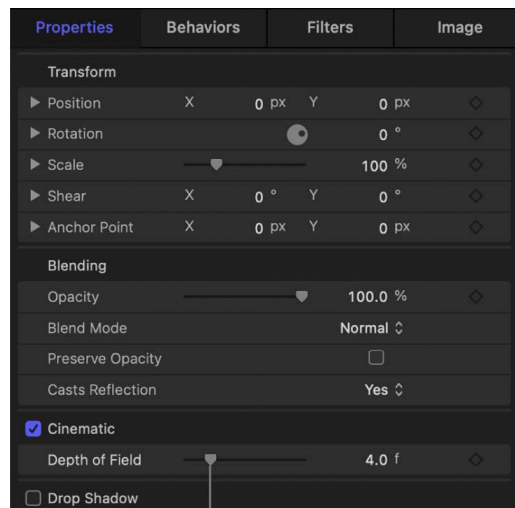 Properties Behaviors Filters Image
Transform
Position X 0 px Y 0 px
Rotation 0 °
Scale 100 %
Shear X 0 ° Y 0 °
Anchor Point X 0 px Y 0 px
Blending
Opacity 100.0 %
Blend Mode Normal
Preserve Opacity
Casts Reflection Yes
Cinematic
Depth of Field 4.0 f
Drop Shadow